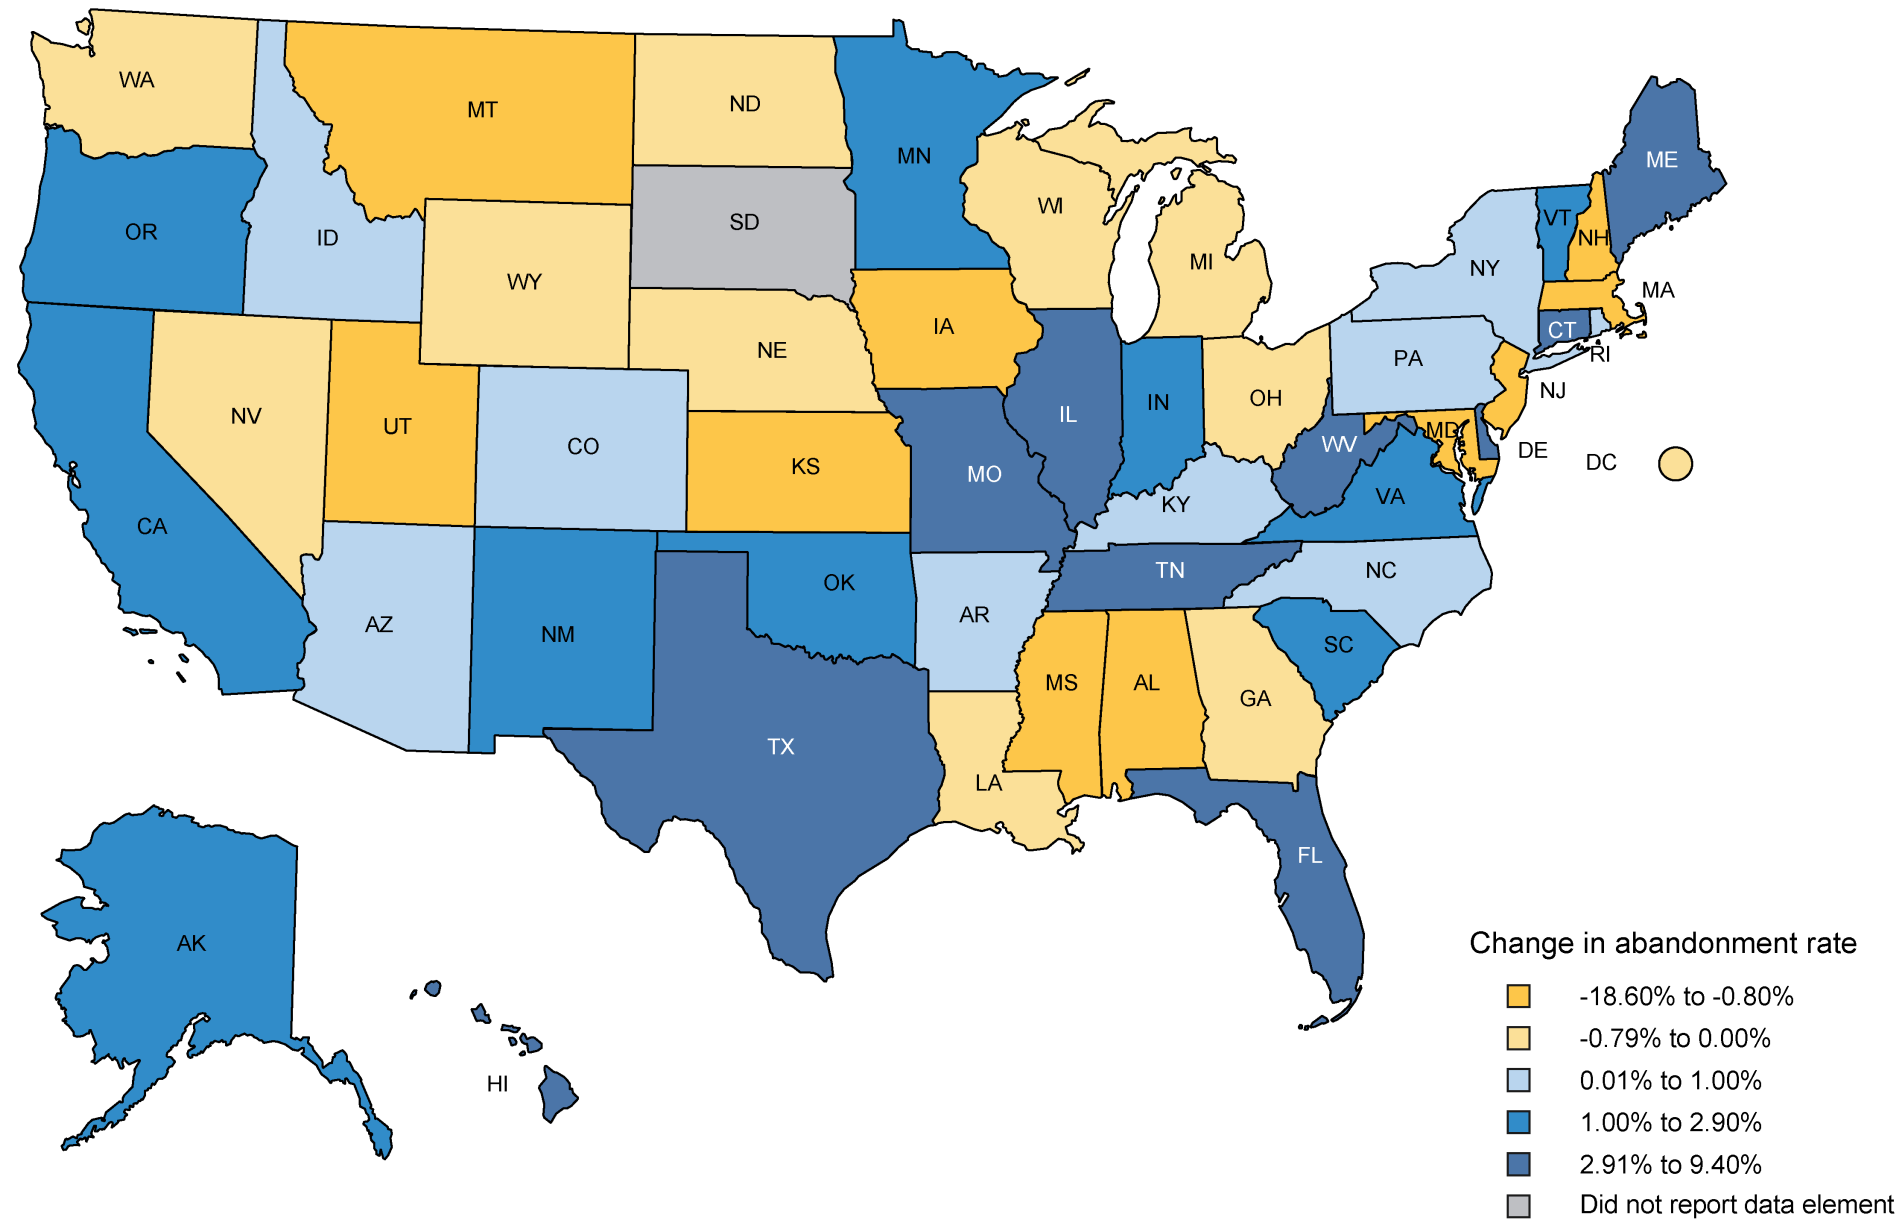 WA
MT
ND
MN
ME
OR
ID
SD
WI
VT
NH
WY
MI
NY
MA
IA
CT
NE
PA
RI
NJ
NV
UT
CO
KS
MO
IL
IN
OH
WV
MD
DE
DC
CA
KY
VA
AZ
NM
OK
AR
TN
NC
SC
MS
AL
GA
TX
LA
FL
AK
HI
Change in abandonment rate
-18.60% to -0.80%
-0.79% to 0.00%
0.01% to 1.00%
1.00% to 2.90%
2.91% to 9.40%
Did not report data element